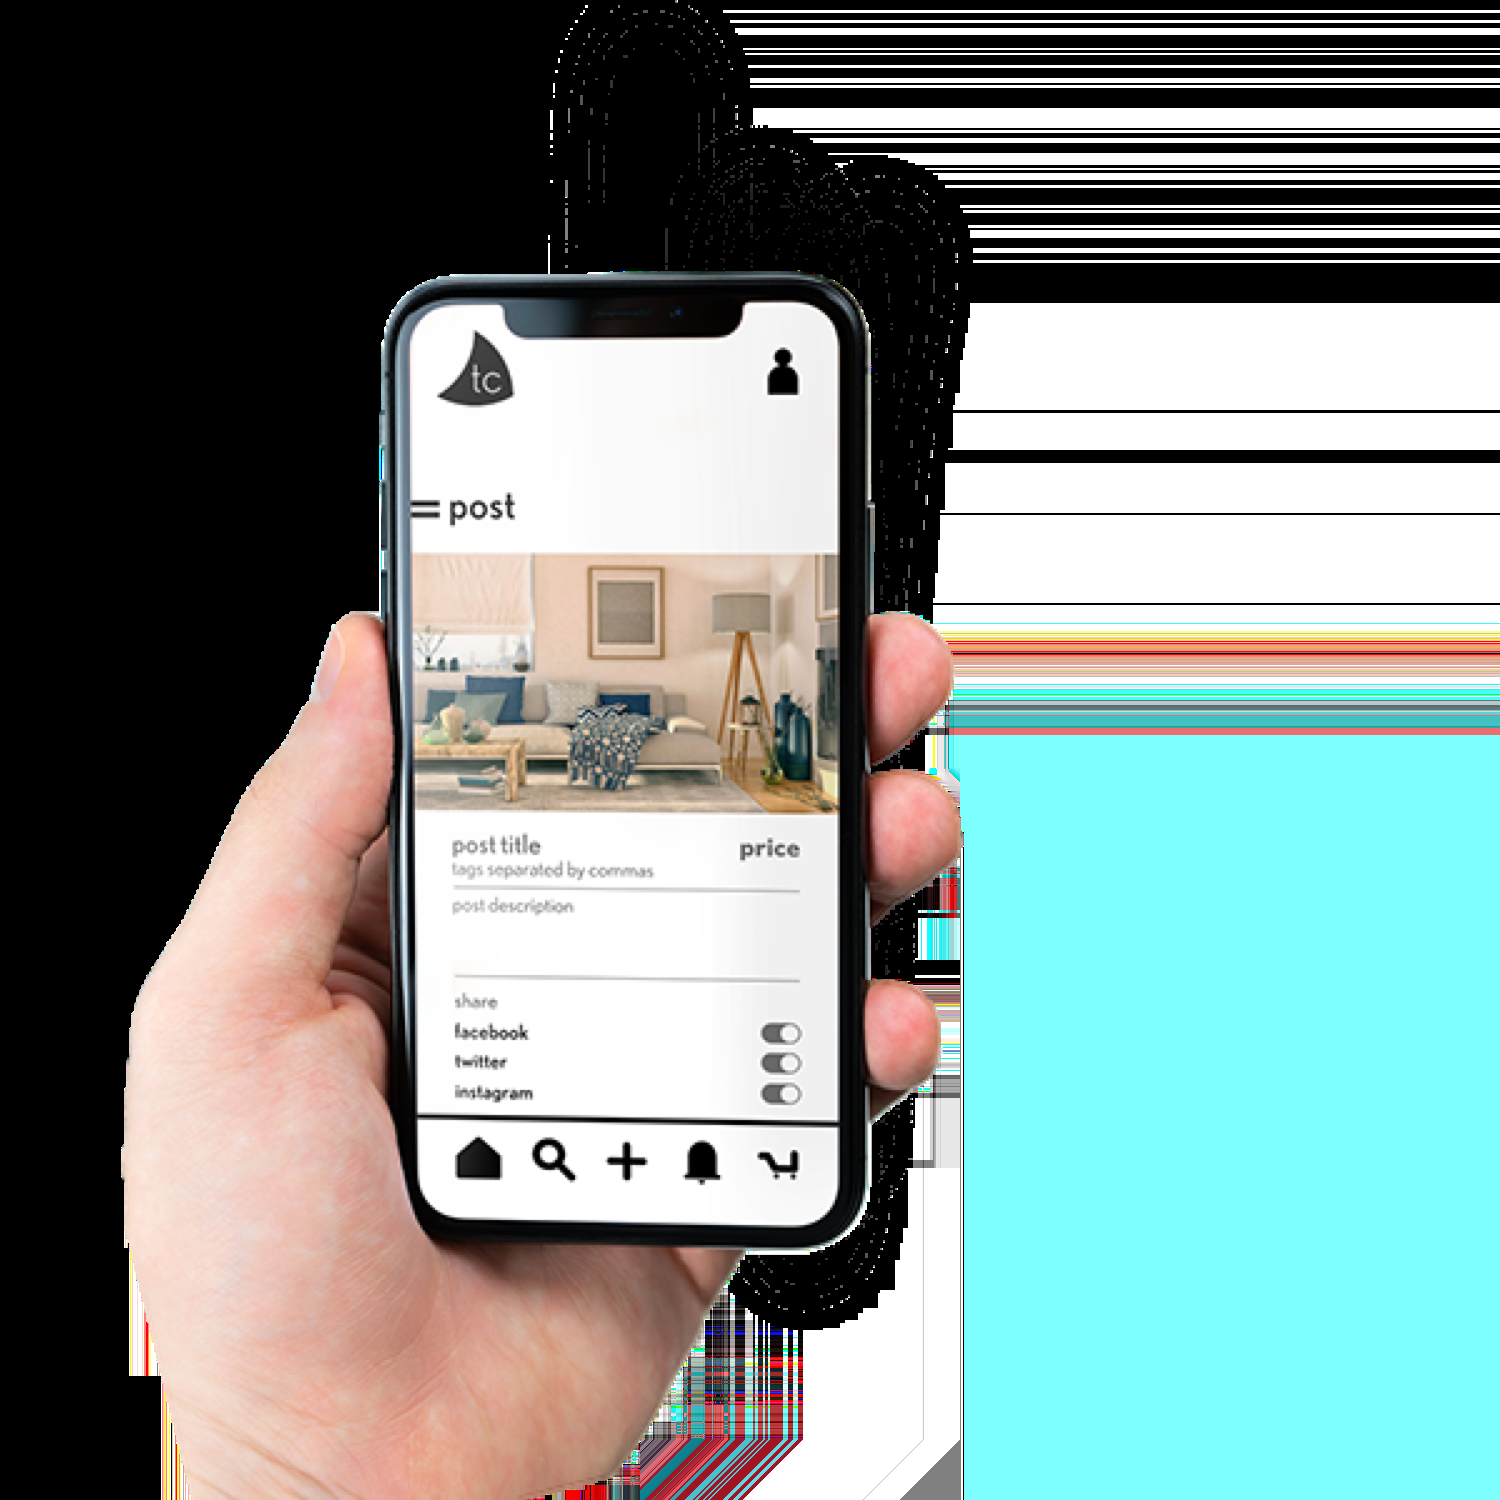 tc
post
post title
price
tags separated by commas
post description
share
facebook
twitter
instagram